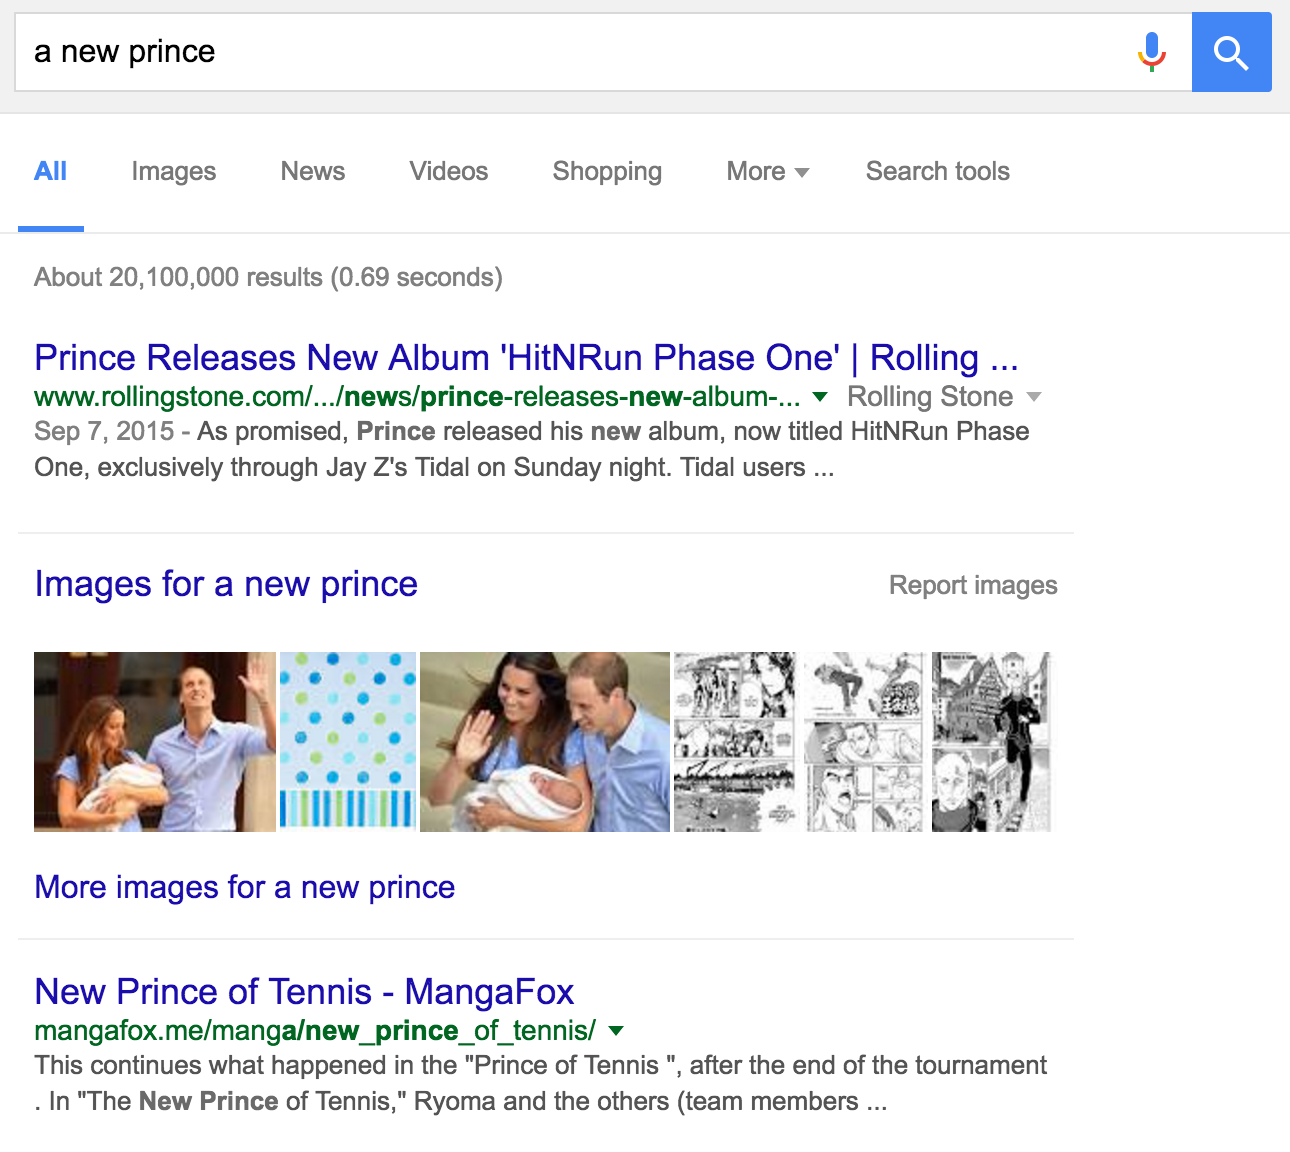 a new prince
All Images News Videos Shopping More Search tools
About 20,100,000 results (0.69 seconds)
Prince Releases New Album 'HitNRun Phase One' | Rolling ...
www.rollingstone.com/.../news/prince-releases-new-album-... Rolling Stone
Sep 7, 2015 - As promised, Prince released his new album, now titled HitNRun Phase
One, exclusively through Jay Z's Tidal on Sunday night. Tidal users ...
Images for a new prince Report images
More images for a new prince
New Prince of Tennis - MangaFox
mangafox.me/manga/new_prince_of_tennis/
This continues what happened in the "Prince of Tennis ", after the end of the tournament
. In "The New Prince of Tennis," Ryoma and the others (team members ...